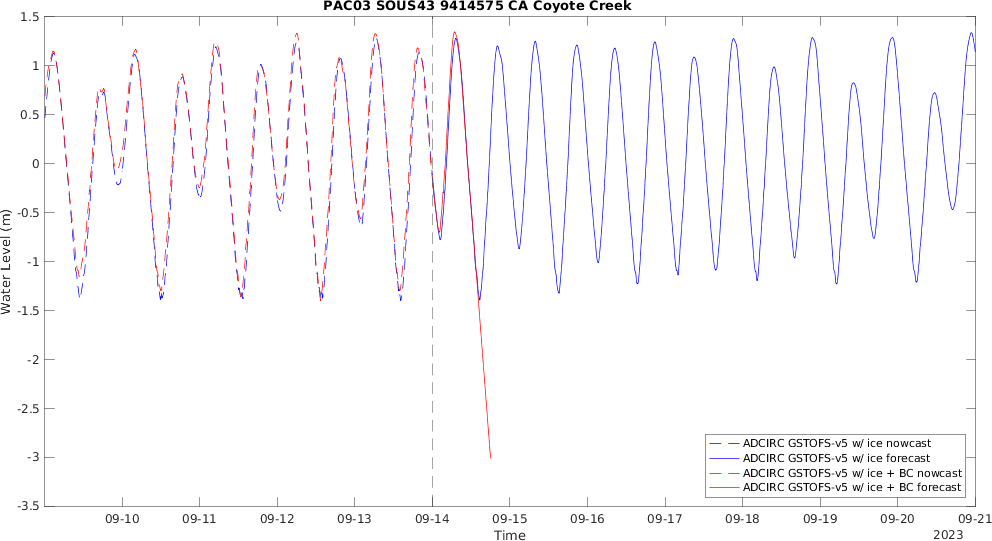 PAC03 SOUS43 9414575 CA Coyote Creek
1.5
1
0.5
0
-0.5
-1
-1.5
-2
-2.5
-3
-3.5
Water Level (m)
09-10 09-11 09-12 09-13 09-14 09-15 09-16 09-17 09-18 09-19 09-20 09-21
Time
2023
ADCIRC GSTOFS-v5 w/ ice nowcast
ADCIRC GSTOFS-v5 w/ ice forecast
ADCIRC GSTOFS-v5 w/ ice + BC nowcast
ADCIRC GSTOFS-v5 w/ ice + BC forecast